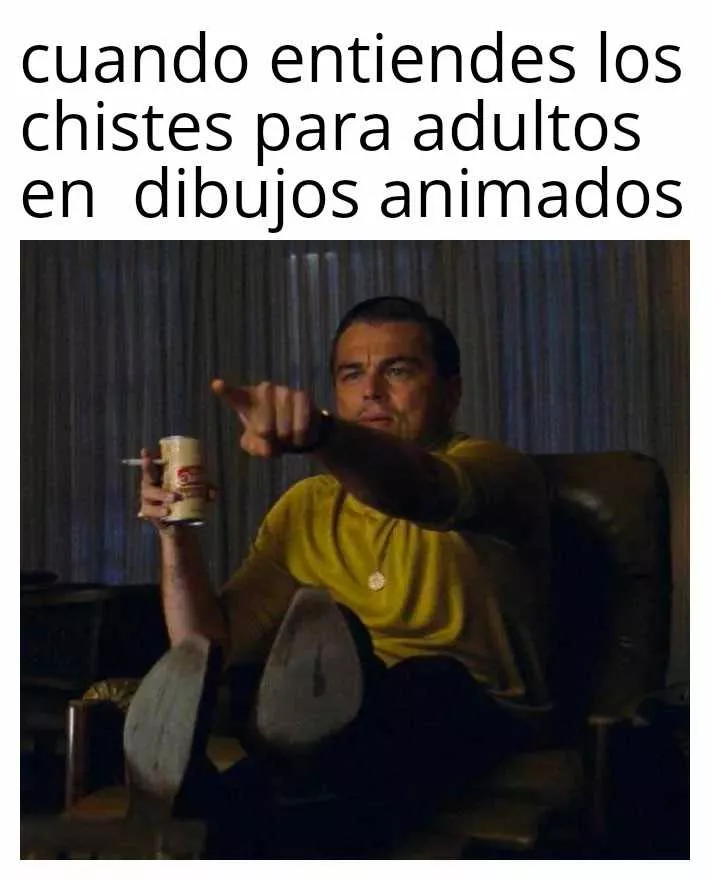 cuando entiendes los
chistes para adultos
en  dibujos animados